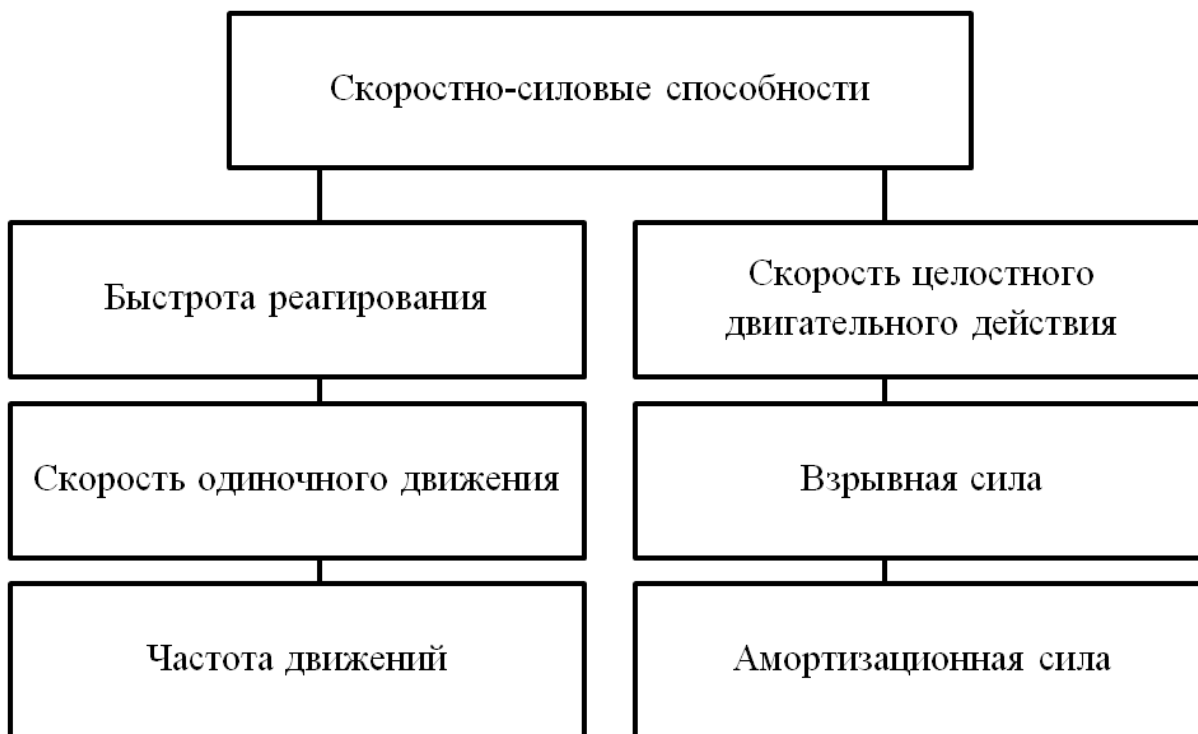 Скоростно-силовые способности
Быстрота реагирования
Скорость целостного
двигательного действия
Скорость одиночного движения
Взрывная сила
Частота движений
Амортизационная сила